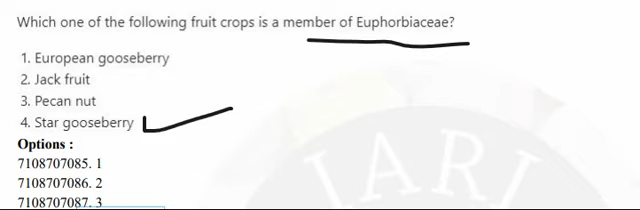 Which one of the following fruit crops is a member of Euphorbiaceae?
1. European gooseberry
2. Jack fruit
3. Pecan nut
4. Star gooseberry
Options :
7108707085. 1
7108707086. 2
7108707087. 3
IARI